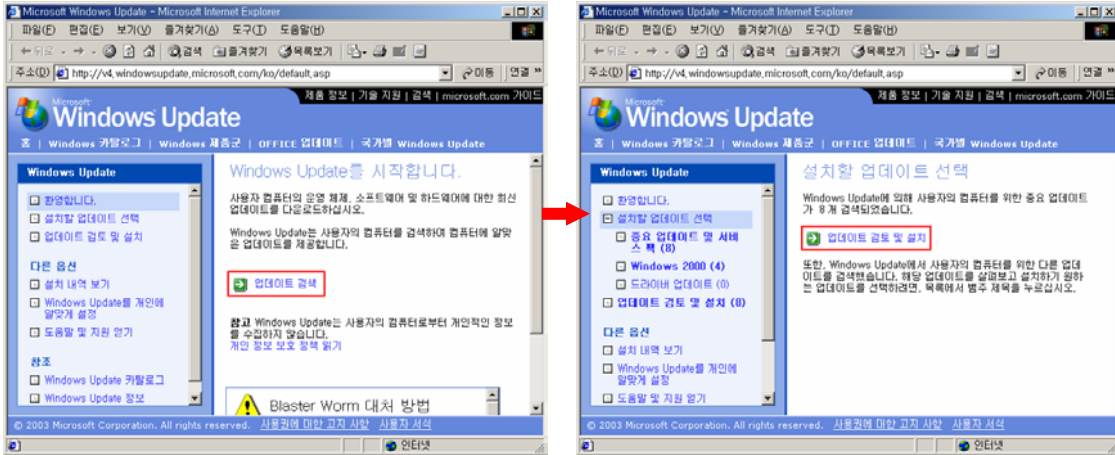 Microsoft Windows Update - Microsoft Internet Explorer
파일(F) 편집(E) 보기(V) 즐겨찾기(A) 도구(T) 도움말(H)
뒤로 검색 즐겨찾기 목록보기
주소(D) http://v4.windowsupdate.microsoft.com/ko/default.asp 이동 연결 »
제품 정보 | 기술 지원 | 검색 | microsoft.com 가이드
Microsoft
Windows Update
홈 | Windows 카탈로그 | Windows 제품군 | OFFICE 업데이트 | 국가별 Windows Update
Windows Update
환영합니다.
설치할 업데이트 선택
업데이트 검토 및 설치
다른 옵션
설치 내역 보기
Windows Update를 개인에
알맞게 설정
도움말 및 지원 얻기
참조
Windows Update 카탈로그
Windows Update 정보
Windows Update를 시작합니다.
사용자 컴퓨터의 운영 체제, 소프트웨어 및 하드웨어에 대한 최신
업데이트를 다운로드하십시오.
Windows Update는 사용자의 컴퓨터를 검색하여 컴퓨터에 알맞
은 업데이트를 제공합니다.
업데이트 검색
참고 Windows Update는 사용자의 컴퓨터로부터 개인적인 정보
를 수집하지 않습니다.
개인 정보 보호 정책 읽기
Blaster Worm 대처 방법
© 2003 Microsoft Corporation. All rights reserved. 사용권에 대한 고지 사항 사용자 서식
인터넷
Microsoft Windows Update - Microsoft Internet Explorer
파일(F) 편집(E) 보기(V) 즐겨찾기(A) 도구(T) 도움말(H)
뒤로 검색 즐겨찾기 목록보기
주소(D) http://v4.windowsupdate.microsoft.com/ko/default.asp 이동 연결 »
제품 정보 | 기술 지원 | 검색 | microsoft.com 가이드
Microsoft
Windows Update
홈 | Windows 카탈로그 | Windows 제품군 | OFFICE 업데이트 | 국가별 Windows Update
Windows Update
환영합니다.
설치할 업데이트 선택
중요 업데이트 및 서비
스 팩 (8)
Windows 2000 (4)
드라이버 업데이트 (0)
업데이트 검토 및 설치 (8)
다른 옵션
설치 내역 보기
Windows Update를 개인에
알맞게 설정
도움말 및 지원 얻기
설치할 업데이트 선택
Windows Update에 의해 사용자의 컴퓨터를 위한 중요 업데이트
가 8개 검색되었습니다.
업데이트 검토 및 설치
또한, Windows Update에서 사용자의 컴퓨터를 위한 다른 업데
이트를 검색했습니다. 해당 업데이트를 살펴보고 설치하기 원하
는 업데이트를 선택하려면, 목록에서 범주 제목을 누르십시오.
© 2003 Microsoft Corporation. All rights reserved. 사용권에 대한 고지 사항 사용자 서식
인터넷